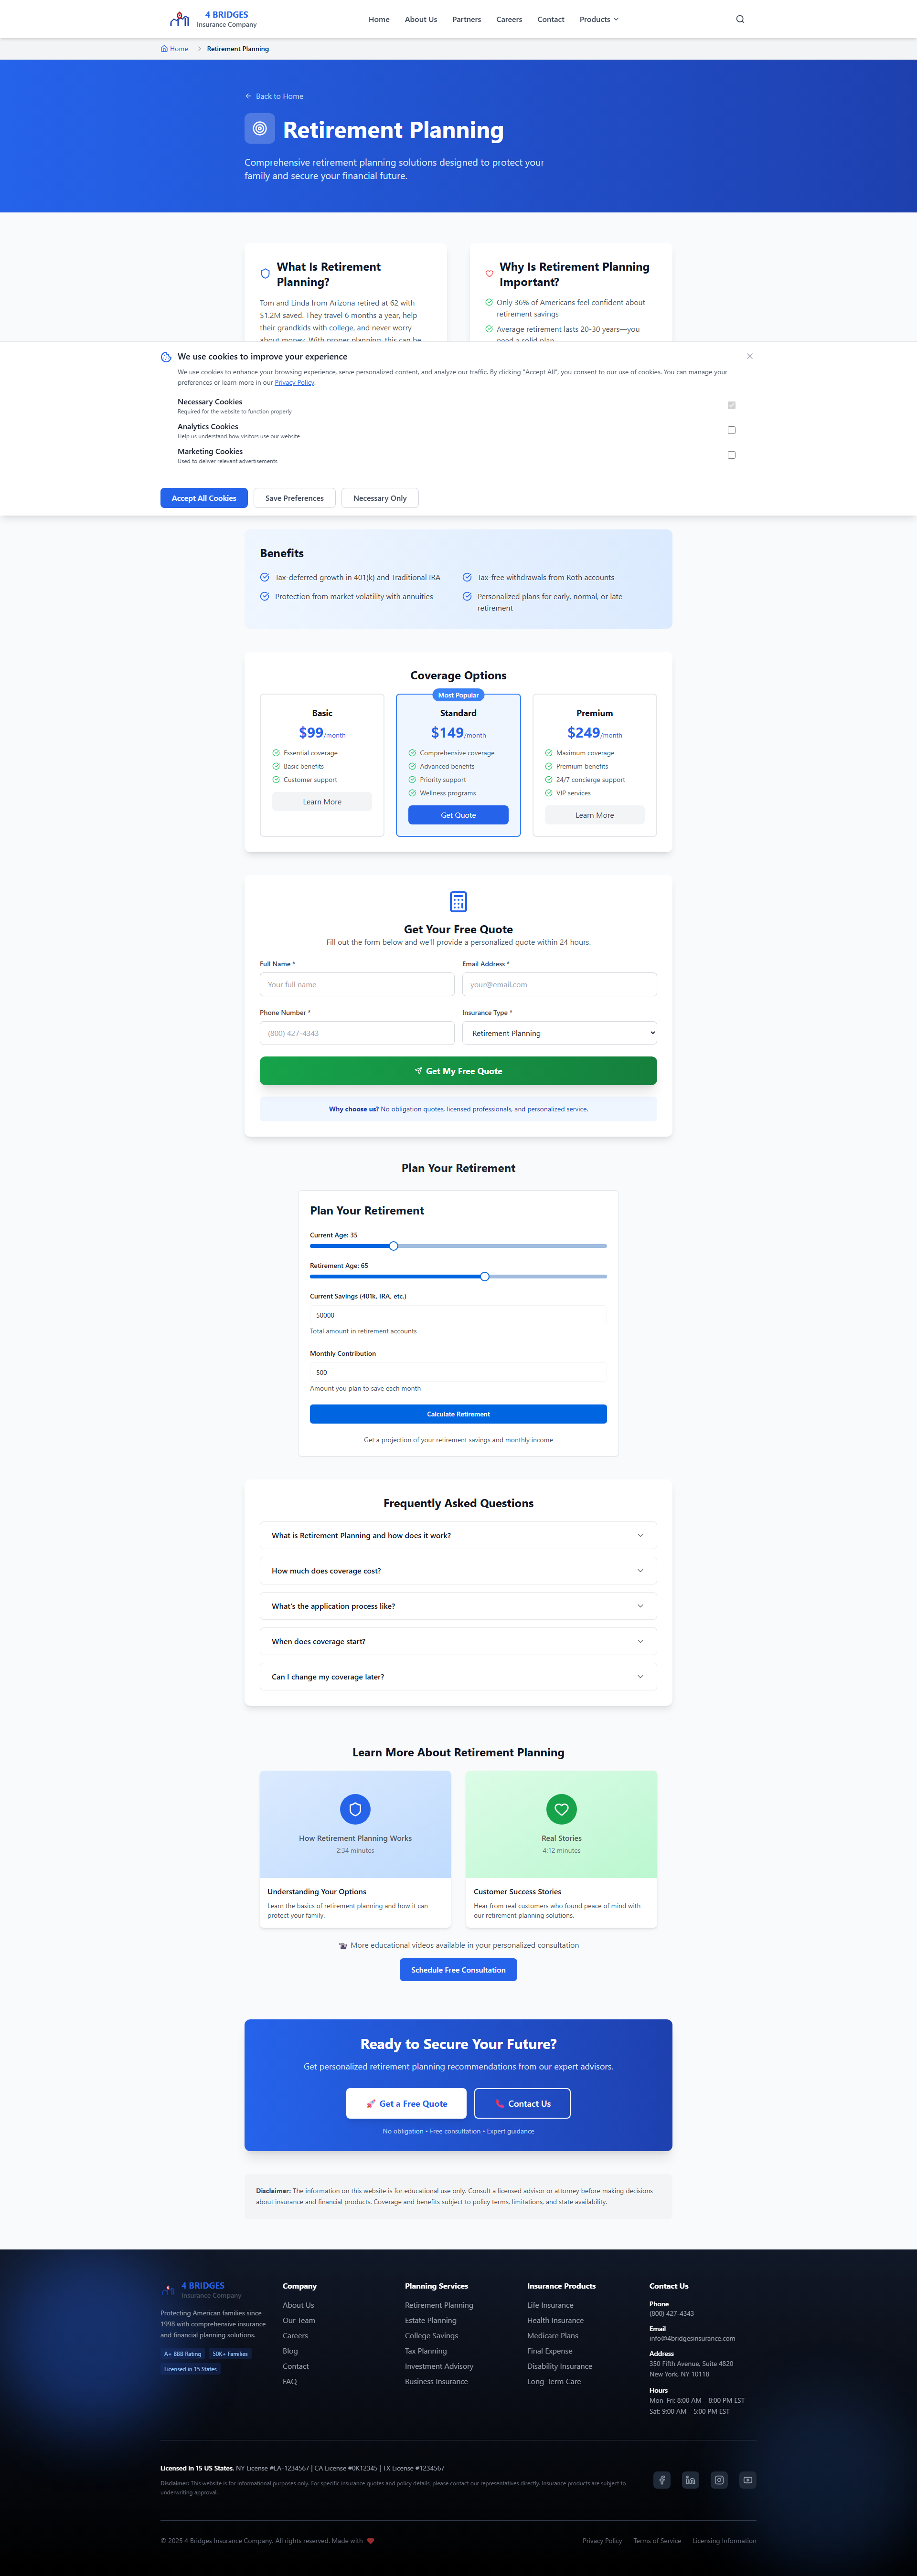 4 BRIDGES
Insurance Company
Home
About Us
Partners
Careers
Contact
Products
Home
Retirement Planning
Back to Home
Retirement Planning
Comprehensive retirement planning solutions designed to protect your
family and secure your financial future.
What Is Retirement
Planning?
Tom and Linda from Arizona retired at 62 with
$1.2M saved. They travel 6 months a year, help
their grandkids with college, and never worry
about money. With proper planning, this can be
Why Is Retirement Planning
Important?
Only 36% of Americans feel confident about
retirement savings
Average retirement lasts 20-30 years—you
need a solid plan
We use cookies to improve your experience
We use cookies to enhance your browsing experience, serve personalized content, and analyze our traffic. By clicking "Accept All", you consent to our use of cookies. You can manage your
preferences or learn more in our Privacy Policy.
Necessary Cookies
Required for the website to function properly
Analytics Cookies
Help us understand how visitors use our website
Marketing Cookies
Used to deliver relevant advertisements
Accept All Cookies
Save Preferences
Necessary Only
Benefits
Tax-deferred growth in 401(k) and Traditional IRA
Tax-free withdrawals from Roth accounts
Protection from market volatility with annuities
Personalized plans for early, normal, or late
retirement
Coverage Options
Basic
$99/month
Essential coverage
Basic benefits
Customer support
Learn More
Most Popular
Standard
$149/month
Comprehensive coverage
Advanced benefits
Priority support
Wellness programs
Get Quote
Premium
$249/month
Maximum coverage
Premium benefits
24/7 concierge support
VIP services
Learn More
Get Your Free Quote
Fill out the form below and we'll provide a personalized quote within 24 hours.
Full Name *
Your full name
Email Address *
your@email.com
Phone Number *
(800) 427-4343
Insurance Type *
Retirement Planning
Get My Free Quote
Why choose us? No obligation quotes, licensed professionals, and personalized service.
Plan Your Retirement
Plan Your Retirement
Current Age: 35
Retirement Age: 65
Current Savings (401k, IRA, etc.)
50000
Total amount in retirement accounts
Monthly Contribution
500
Amount you plan to save each month
Calculate Retirement
Get a projection of your retirement savings and monthly income
Frequently Asked Questions
What is Retirement Planning and how does it work?
How much does coverage cost?
What's the application process like?
When does coverage start?
Can I change my coverage later?
Learn More About Retirement Planning
How Retirement Planning Works
2:34 minutes
Understanding Your Options
Learn the basics of retirement planning and how it can
protect your family.
Real Stories
4:12 minutes
Customer Success Stories
Hear from real customers who found peace of mind with
our retirement planning solutions.
More educational videos available in your personalized consultation
Schedule Free Consultation
Ready to Secure Your Future?
Get personalized retirement planning recommendations from our expert advisors.
Get a Free Quote
Contact Us
No obligation • Free consultation • Expert guidance
Disclaimer: The information on this website is for educational use only. Consult a licensed advisor or attorney before making decisions
about insurance and financial products. Coverage and benefits subject to policy terms, limitations, and state availability.
4 BRIDGES
Insurance Company
Protecting American families since
1998 with comprehensive insurance
and financial planning solutions.
A+ BBB Rating
50K+ Families
Licensed in 15 States
Company
About Us
Our Team
Careers
Blog
Contact
FAQ
Planning Services
Retirement Planning
Estate Planning
College Savings
Tax Planning
Investment Advisory
Business Insurance
Insurance Products
Life Insurance
Health Insurance
Medicare Plans
Final Expense
Disability Insurance
Long-Term Care
Contact Us
Phone
(800) 427-4343
Email
info@4bridgesinsurance.com
Address
350 Fifth Avenue, Suite 4820
New York, NY 10118
Hours
Mon–Fri: 8:00 AM – 8:00 PM EST
Sat: 9:00 AM – 5:00 PM EST
Licensed in 15 US States. NY License #LA-1234567 | CA License #0K12345 | TX License #1234567
Disclaimer: This website is for informational purposes only. For specific insurance quotes and policy details, please contact our representatives directly. Insurance products are subject to
underwriting approval.
© 2025 4 Bridges Insurance Company. All rights reserved. Made with
Privacy Policy
Terms of Service
Licensing Information